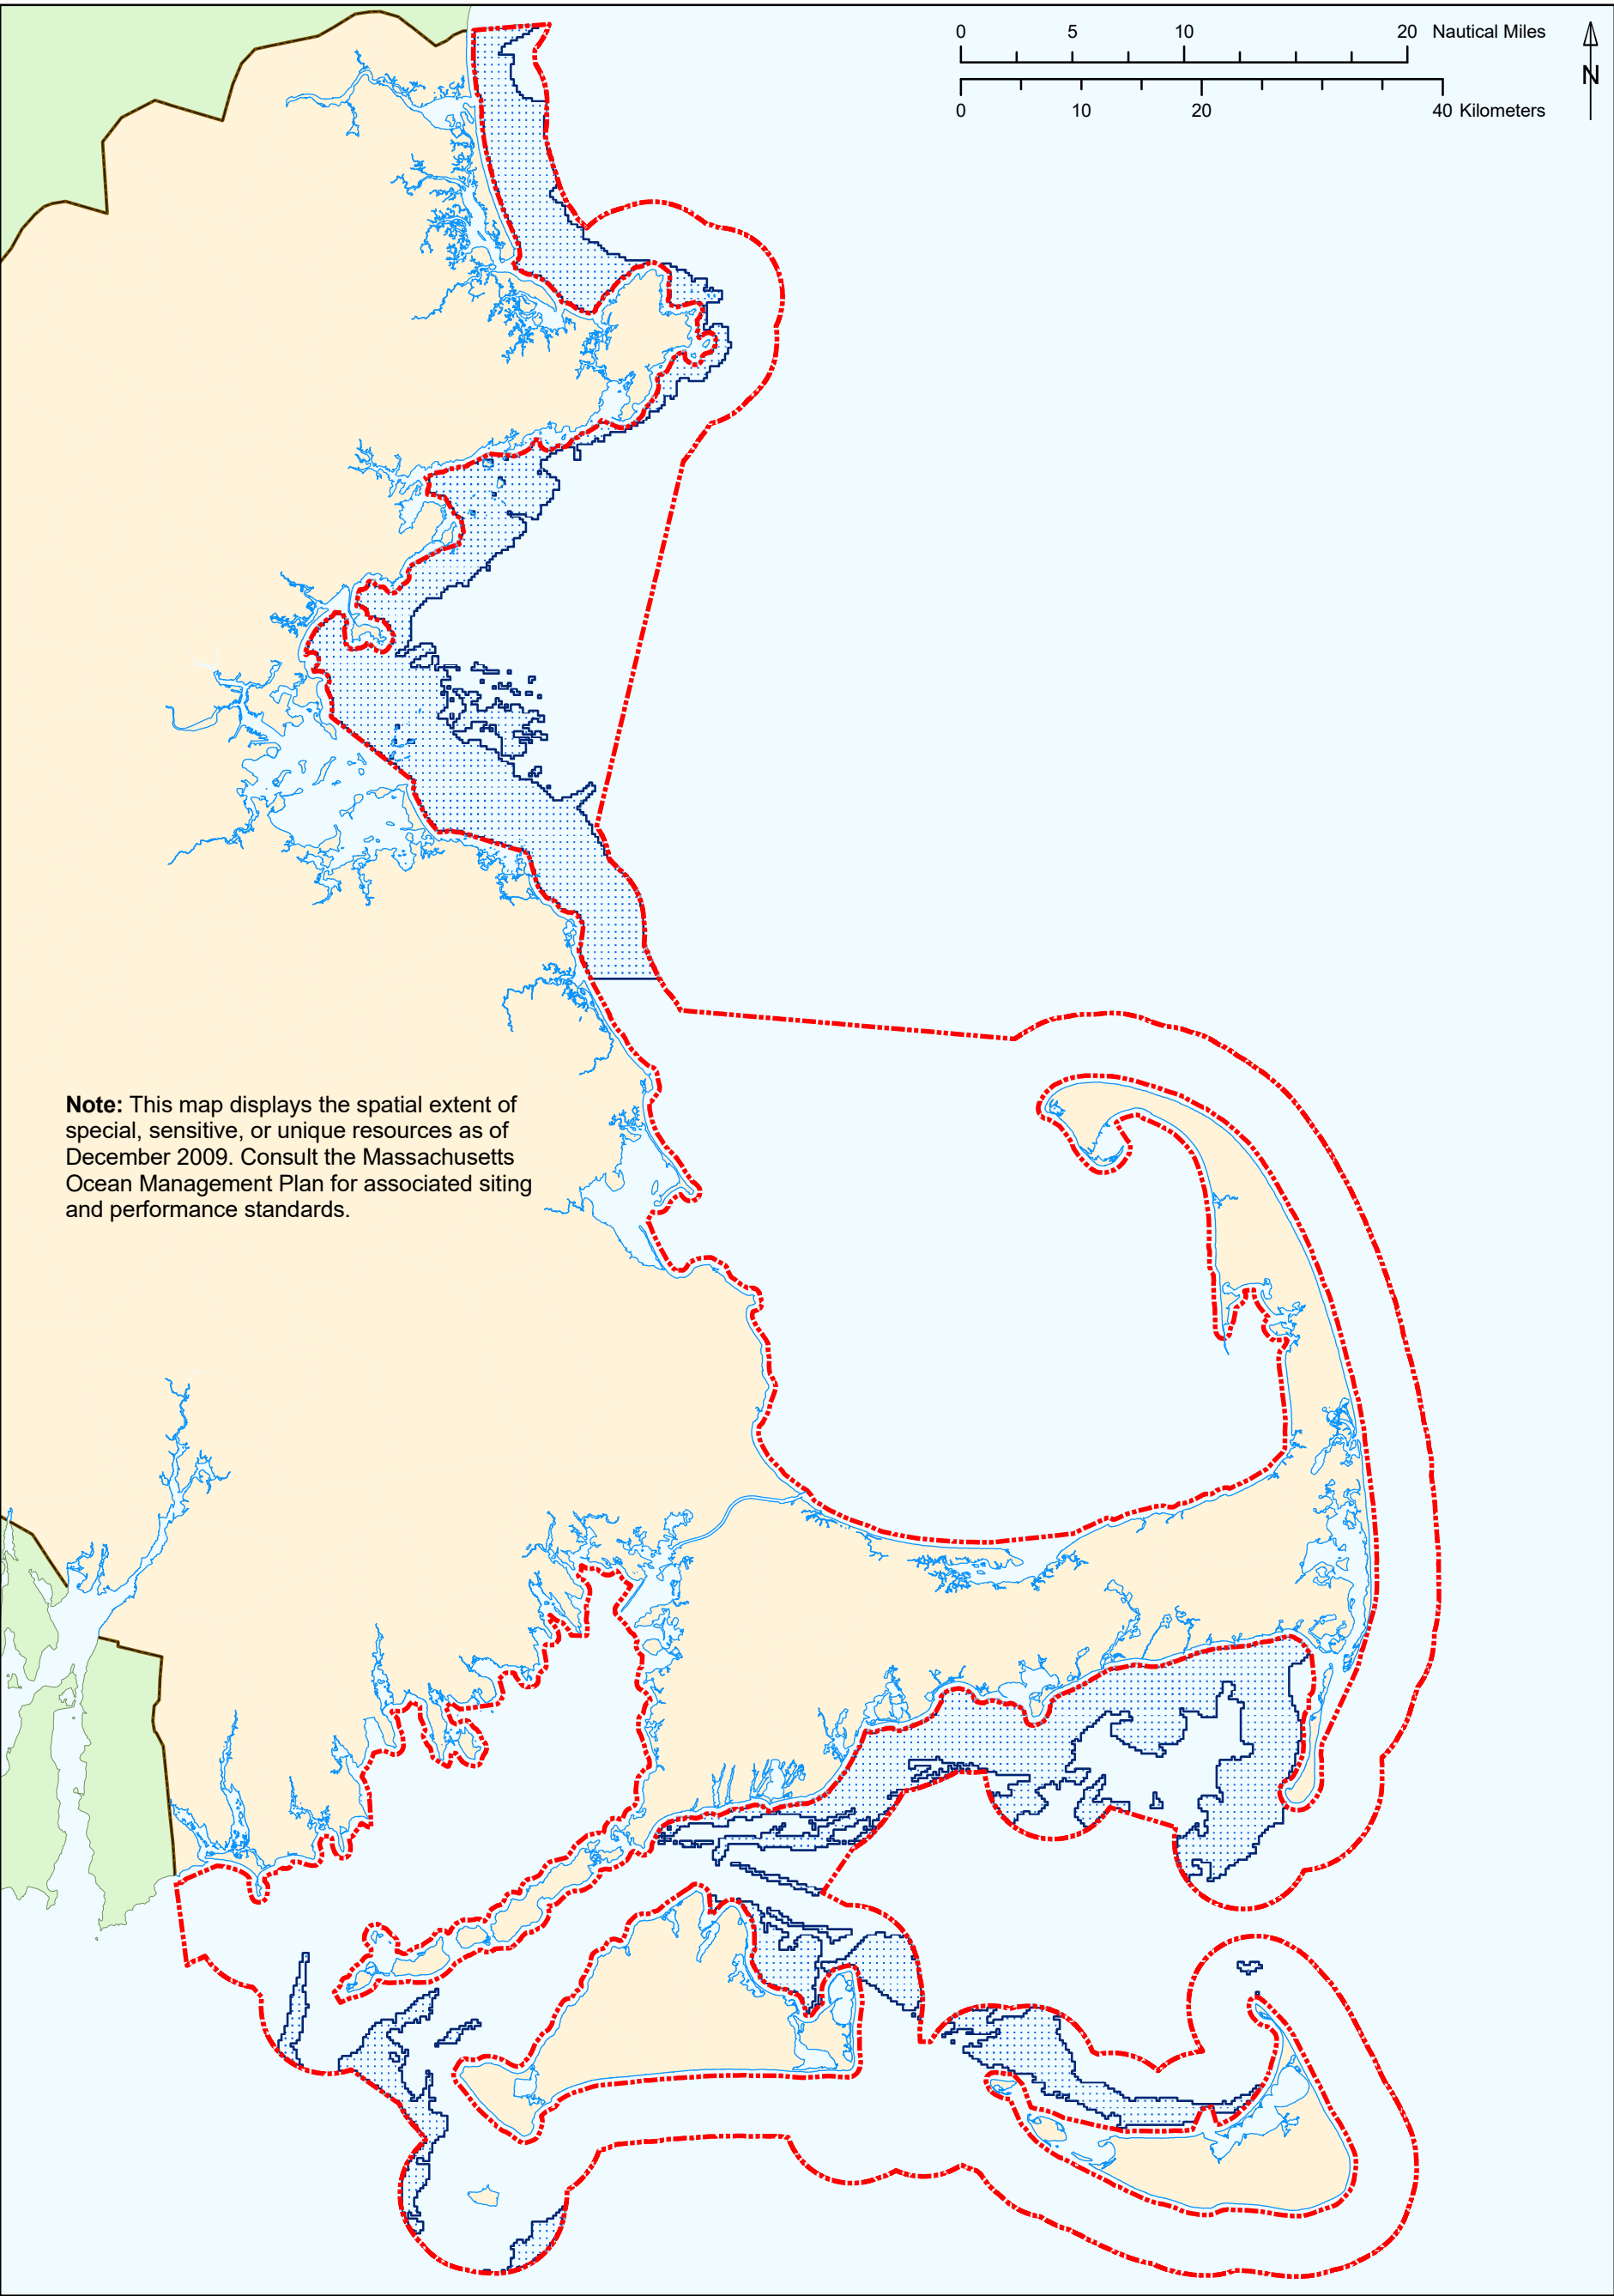 0 5 10 20 Nautical Miles
N
0 10 20 40 Kilometers
Note: This map displays the spatial extent of
special, sensitive, or unique resources as of
December 2009. Consult the Massachusetts
Ocean Management Plan for associated siting
and performance standards.